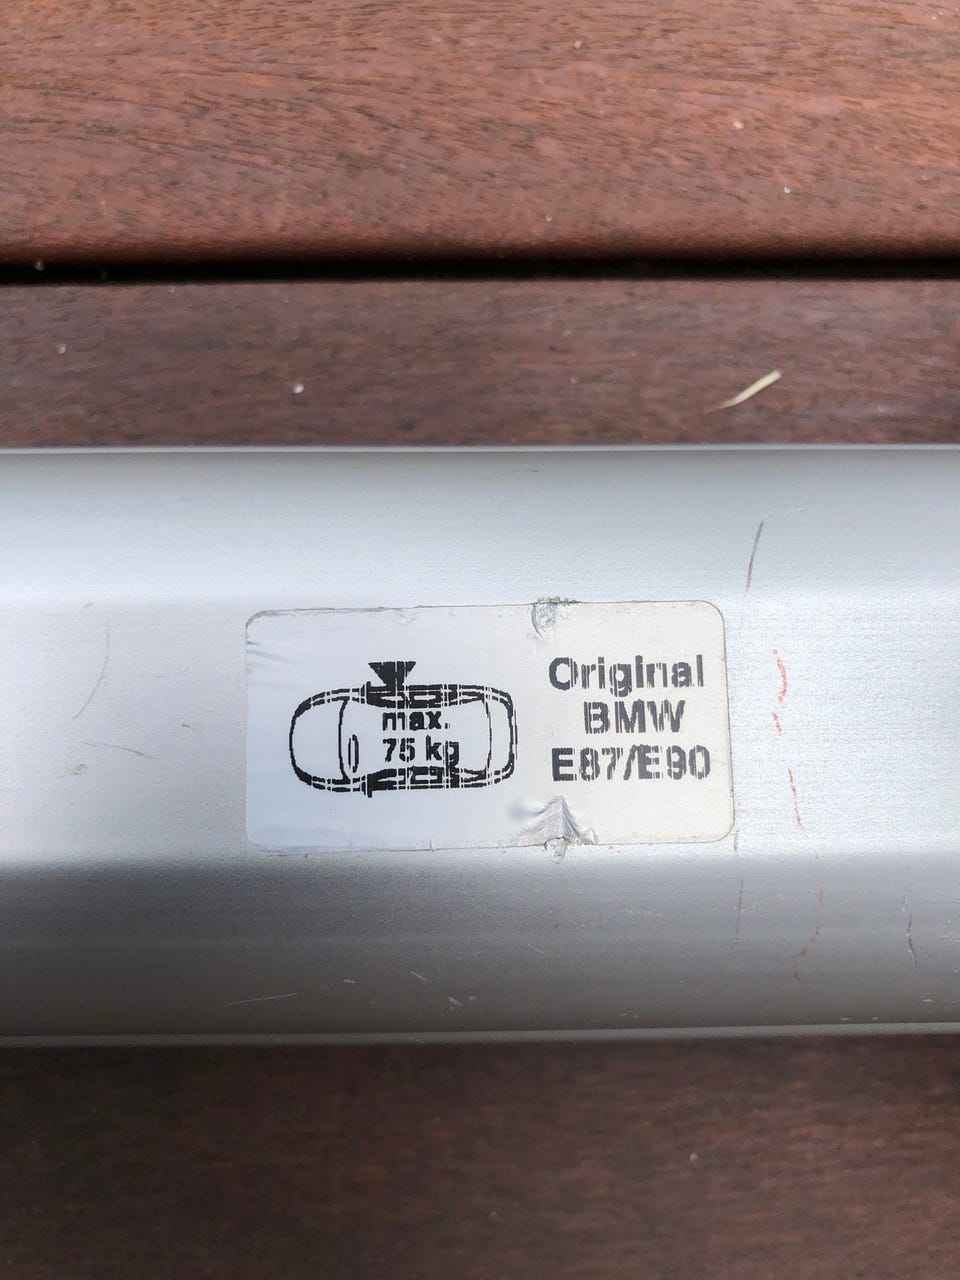 max.
75 kg
Original
BMW
E87/E90